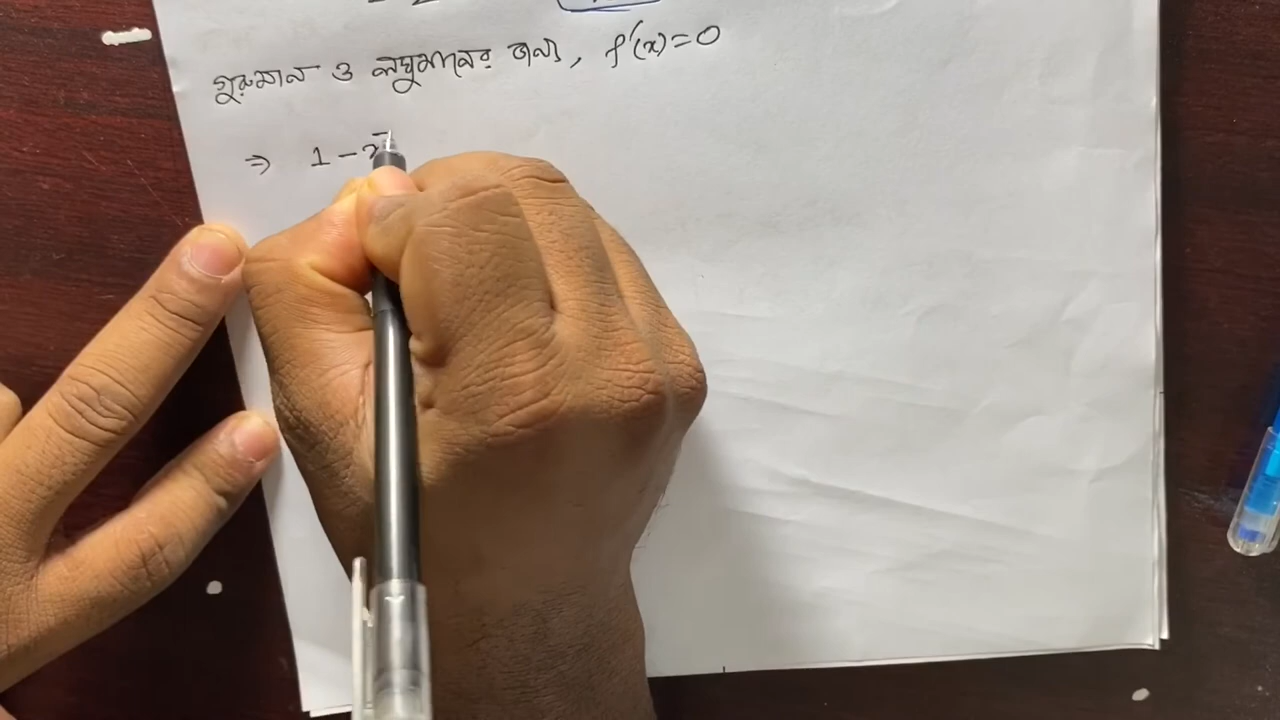 গুরুমান ও লঘুমানের জন্য, f'(x)=0
⇒ 1-x